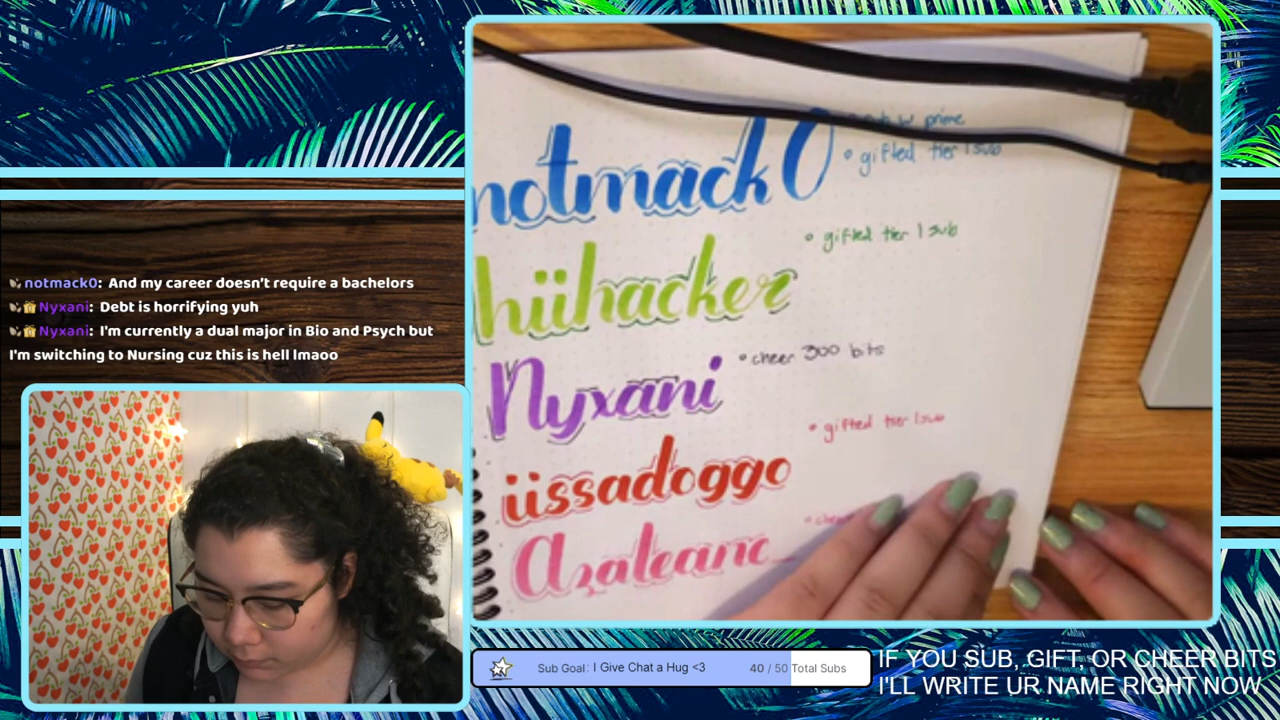 notmack0
prime
• gifted tier 1 sub
hiihacker
• gifted tier 1 sub
Nyxani
• cheer 300 bits
iissadoggo
• gifted tier 1 sub
Azaleanc
notmack0: And my career doesn't require a bachelors
Nyxani: Debt is horrifying yuh
Nyxani: I'm currently a dual major in Bio and Psych but
I'm switching to Nursing cuz this is hell lmaoo
Sub Goal: I Give Chat a Hug <3 40 / 50 Total Subs
IF YOU SUB, GIFT, OR CHEER BITS
I'LL WRITE UR NAME RIGHT NOW